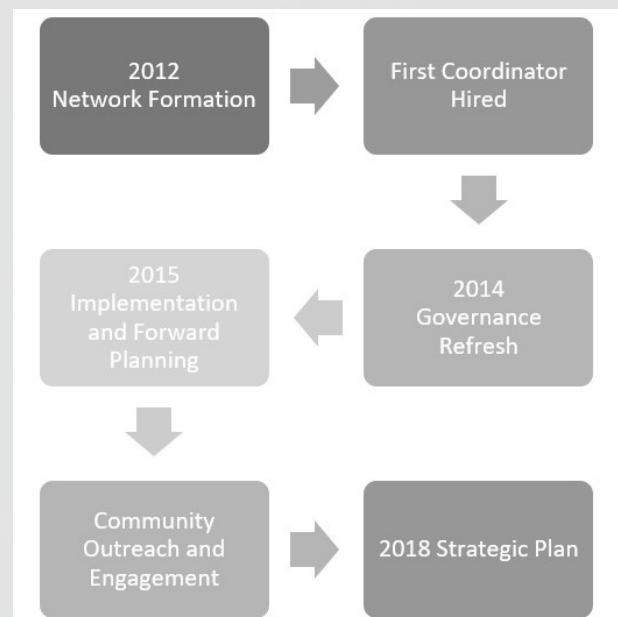 2012
Network Formation
First Coordinator
Hired
2014
Governance
Refresh
2015
Implementation
and Forward
Planning
Community
Outreach and
Engagement
2018 Strategic Plan